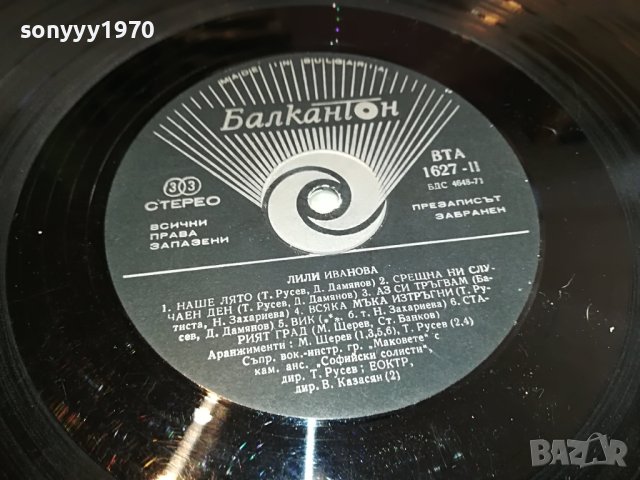 sonyyy1970
MADE IN BULGARIA
Балкантон
33
СТЕРЕО
ВСИЧКИ
ПРАВА
ЗАПАЗЕНИ
ВТА
1627-II
БДС 4648-71
ПРЕЗАПИСЪТ
ЗАБРАНЕН
ЛИЛИ ИВАНОВА
1. НАШЕ ЛЯТО (Т. Русев, Д. Дамянов) 2. СРЕЩНА НИ СЛУ-
ЧАЕН ДЕН (Т. Русев, Д. Дамянов) 3. АЗ СИ ТРЪГВАМ (Ба-
тиста, Н. Захариева) 4. ВСЯКА МЪКА ИЗТРЪГНИ (Т. Ру-
сев, Д. Дамянов) 5. ВИК (***, б. т. Н. Захариева) 6. СТА-
РИЯТ ГРАД (М. Щерев, Ст. Банков)
Аранжименти: М. Щерев (1,3,5,6), Т. Русев (2,4)
Съпр. вок.-инстр. гр. „Маковете" с
кам. анс. „Софийски солисти",
дир. Т. Русев; ЕОКТР,
дир. В. Казасян (2)
BAZAR